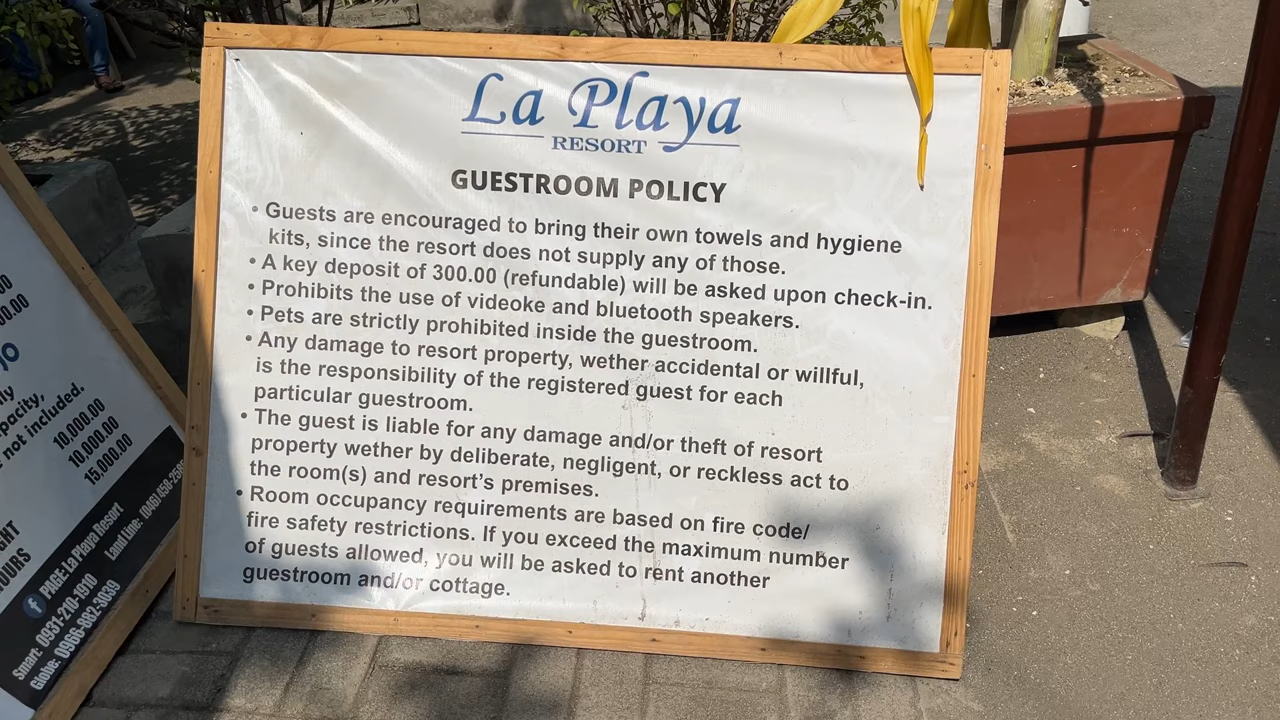 La Playa
RESORT
GUESTROOM POLICY
• Guests are encouraged to bring their own towels and hygiene
kits, since the resort does not supply any of those.
• A key deposit of 300.00 (refundable) will be asked upon check-in.
• Prohibits the use of videoke and bluetooth speakers.
• Pets are strictly prohibited inside the guestroom.
• Any damage to resort property, wether accidental or willful,
is the responsibility of the registered guest for each
particular guestroom.
• The guest is liable for any damage and/or theft of resort
property wether by deliberate, negligent, or reckless act to
the room(s) and resort's premises.
• Room occupancy requirements are based on fire code/
fire safety restrictions. If you exceed the maximum number
of guests allowed, you will be asked to rent another
guestroom and/or cottage.
not included.
10,000.00
10,000.00
15,000.00
PAGE:La Playa Resort
Smart: 0981-210-1910
Land Line: (046) 458-258
Globe: 0966-882-3039